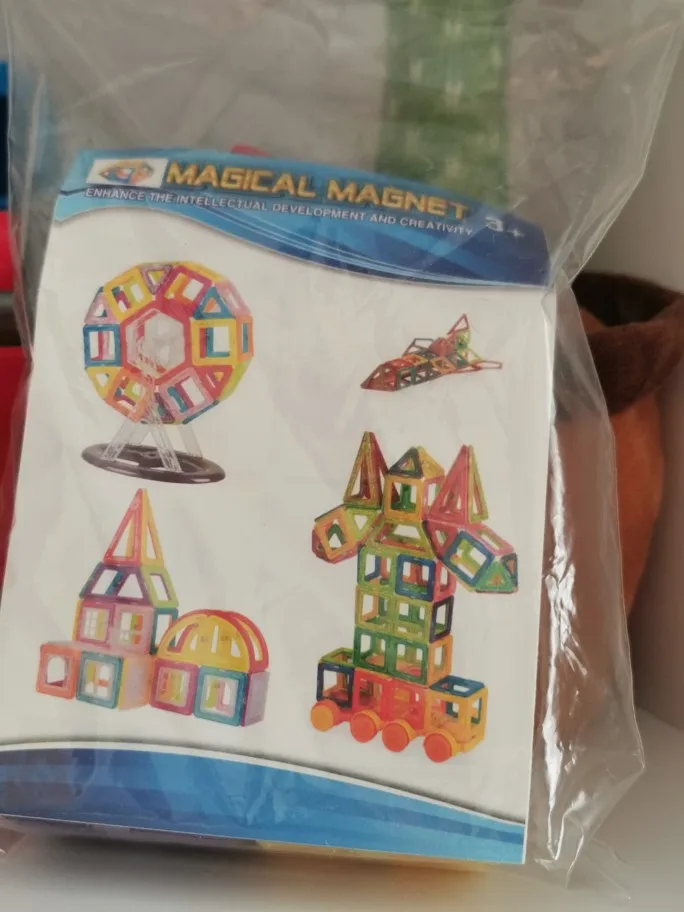 MAGICAL MAGNET
ENHANCE THE INTELLECTUAL DEVELOPMENT AND CREATIVITY
3+